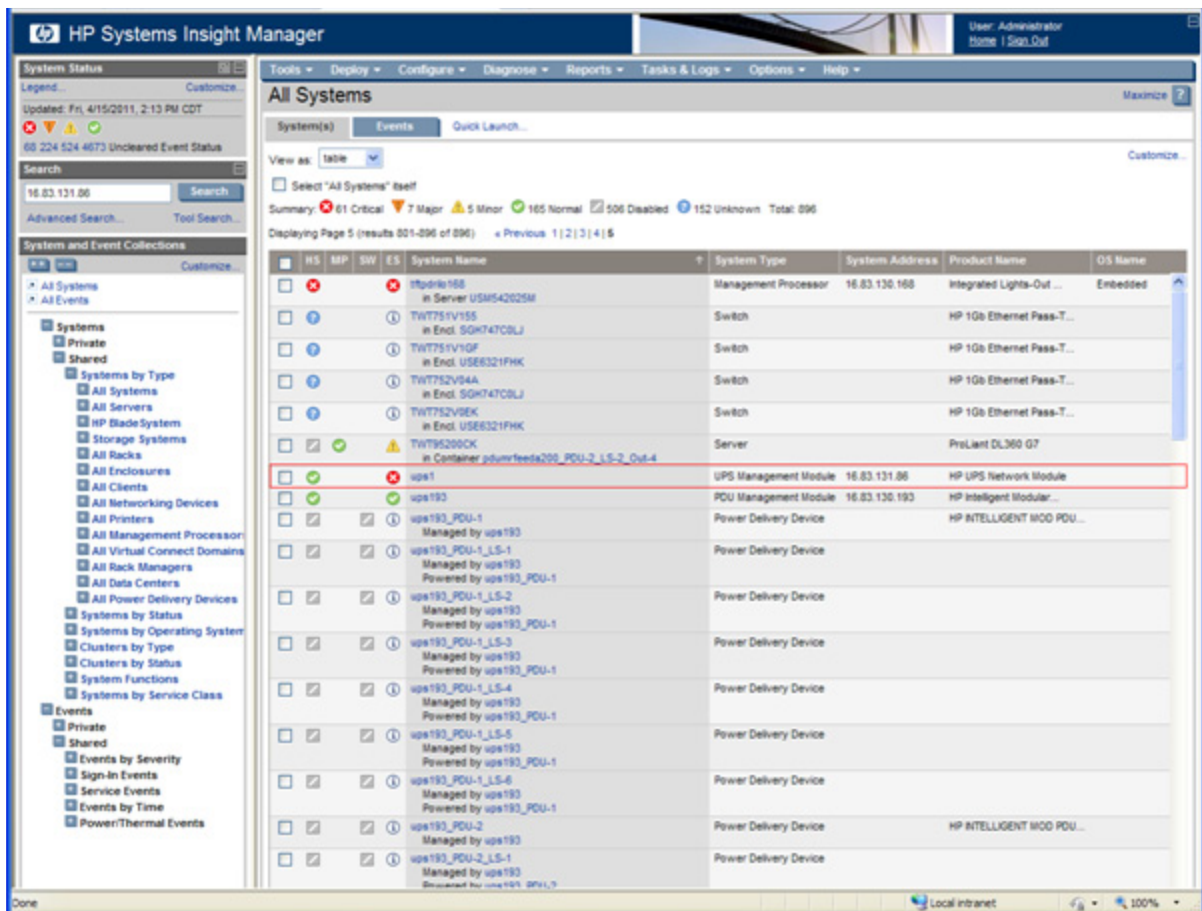 HP Systems Insight Manager
User: Administrator
Home | Sign Out
System Status
Legend... Customize...
Updated: Fri, 4/15/2011, 2:13 PM CDT
68 224 524 4673 Uncleared Event Status
Search
16.83.131.86 Search
Advanced Search... Tool Search...
System and Event Collections
Customize...
All Systems
All Events
Systems
Private
Shared
Systems by Type
All Systems
All Servers
HP BladeSystem
Storage Systems
All Racks
All Enclosures
All Clients
All Networking Devices
All Printers
All Management Processor
All Virtual Connect Domains
All Rack Managers
All Data Centers
All Power Delivery Devices
Systems by Status
Systems by Operating System
Clusters by Type
Clusters by Status
System Functions
Systems by Service Class
Events
Private
Shared
Events by Severity
Sign-In Events
Service Events
Events by Time
Power/Thermal Events
Tools Deploy Configure Diagnose Reports Tasks & Logs Options Help
All Systems Maximize ?
System(s) Events Quick Launch...
View as: table Customize...
Select "All Systems" itself
Summary: 61 Critical 7 Major 5 Minor 165 Normal 506 Disabled 152 Unknown Total: 896
Displaying Page 5 (results 801-896 of 896) « Previous 1 | 2 | 3 | 4 | 5
HS MP SW ES System Name ↑ System Type System Address Product Name OS Name
Management Processor 16.83.130.168 Integrated Lights-Out ... Embedded
in Server USM542025M
TWT751V155 Switch HP 1Gb Ethernet Pass-T...
in Encl. SGH747C0LJ
TWT751V1GF Switch HP 1Gb Ethernet Pass-T...
in Encl. USE6321FHK
TWT752V04A Switch HP 1Gb Ethernet Pass-T...
in Encl. SGH747C0LJ
TWT752V0EK Switch HP 1Gb Ethernet Pass-T...
in Encl. USE6321FHK
TWT95200CK Server ProLiant DL360 G7
in Container pdumrfeeda200_PDU-2_LS-2_Out-4
ups1 UPS Management Module 16.83.131.86 HP UPS Network Module
ups193 PDU Management Module 16.83.130.193 HP Intelligent Modular...
ups193_PDU-1 Power Delivery Device HP INTELLIGENT MOD PDU...
Managed by ups193
ups193_PDU-1_LS-1 Power Delivery Device
Managed by ups193
Powered by ups193_PDU-1
ups193_PDU-1_LS-2 Power Delivery Device
Managed by ups193
Powered by ups193_PDU-1
ups193_PDU-1_LS-3 Power Delivery Device
Managed by ups193
Powered by ups193_PDU-1
ups193_PDU-1_LS-4 Power Delivery Device
Managed by ups193
Powered by ups193_PDU-1
ups193_PDU-1_LS-5 Power Delivery Device
Managed by ups193
Powered by ups193_PDU-1
ups193_PDU-1_LS-6 Power Delivery Device
Managed by ups193
Powered by ups193_PDU-1
ups193_PDU-2 Power Delivery Device HP INTELLIGENT MOD PDU...
Managed by ups193
ups193_PDU-2_LS-1 Power Delivery Device
Managed by ups193
Powered by ups193_PDU-2
Done Local intranet 100%